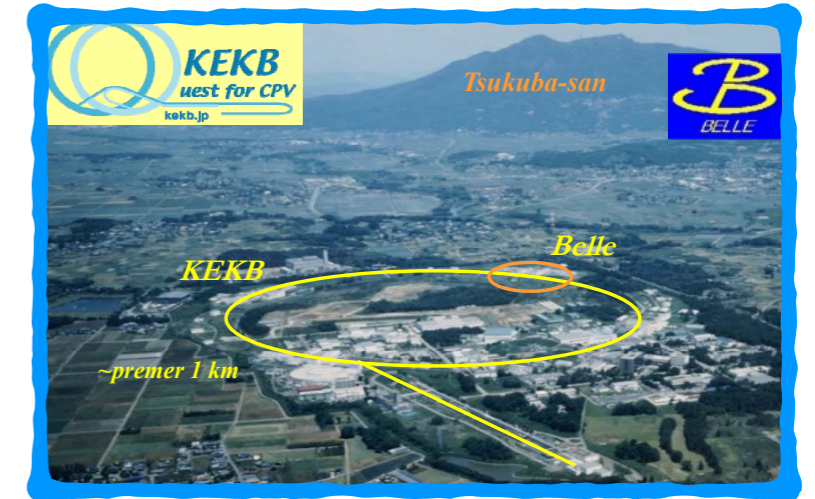 KEKB
uest for CPV
kekb.jp
Tsukuba-san
BELLE
Belle
KEKB
~premer 1 km